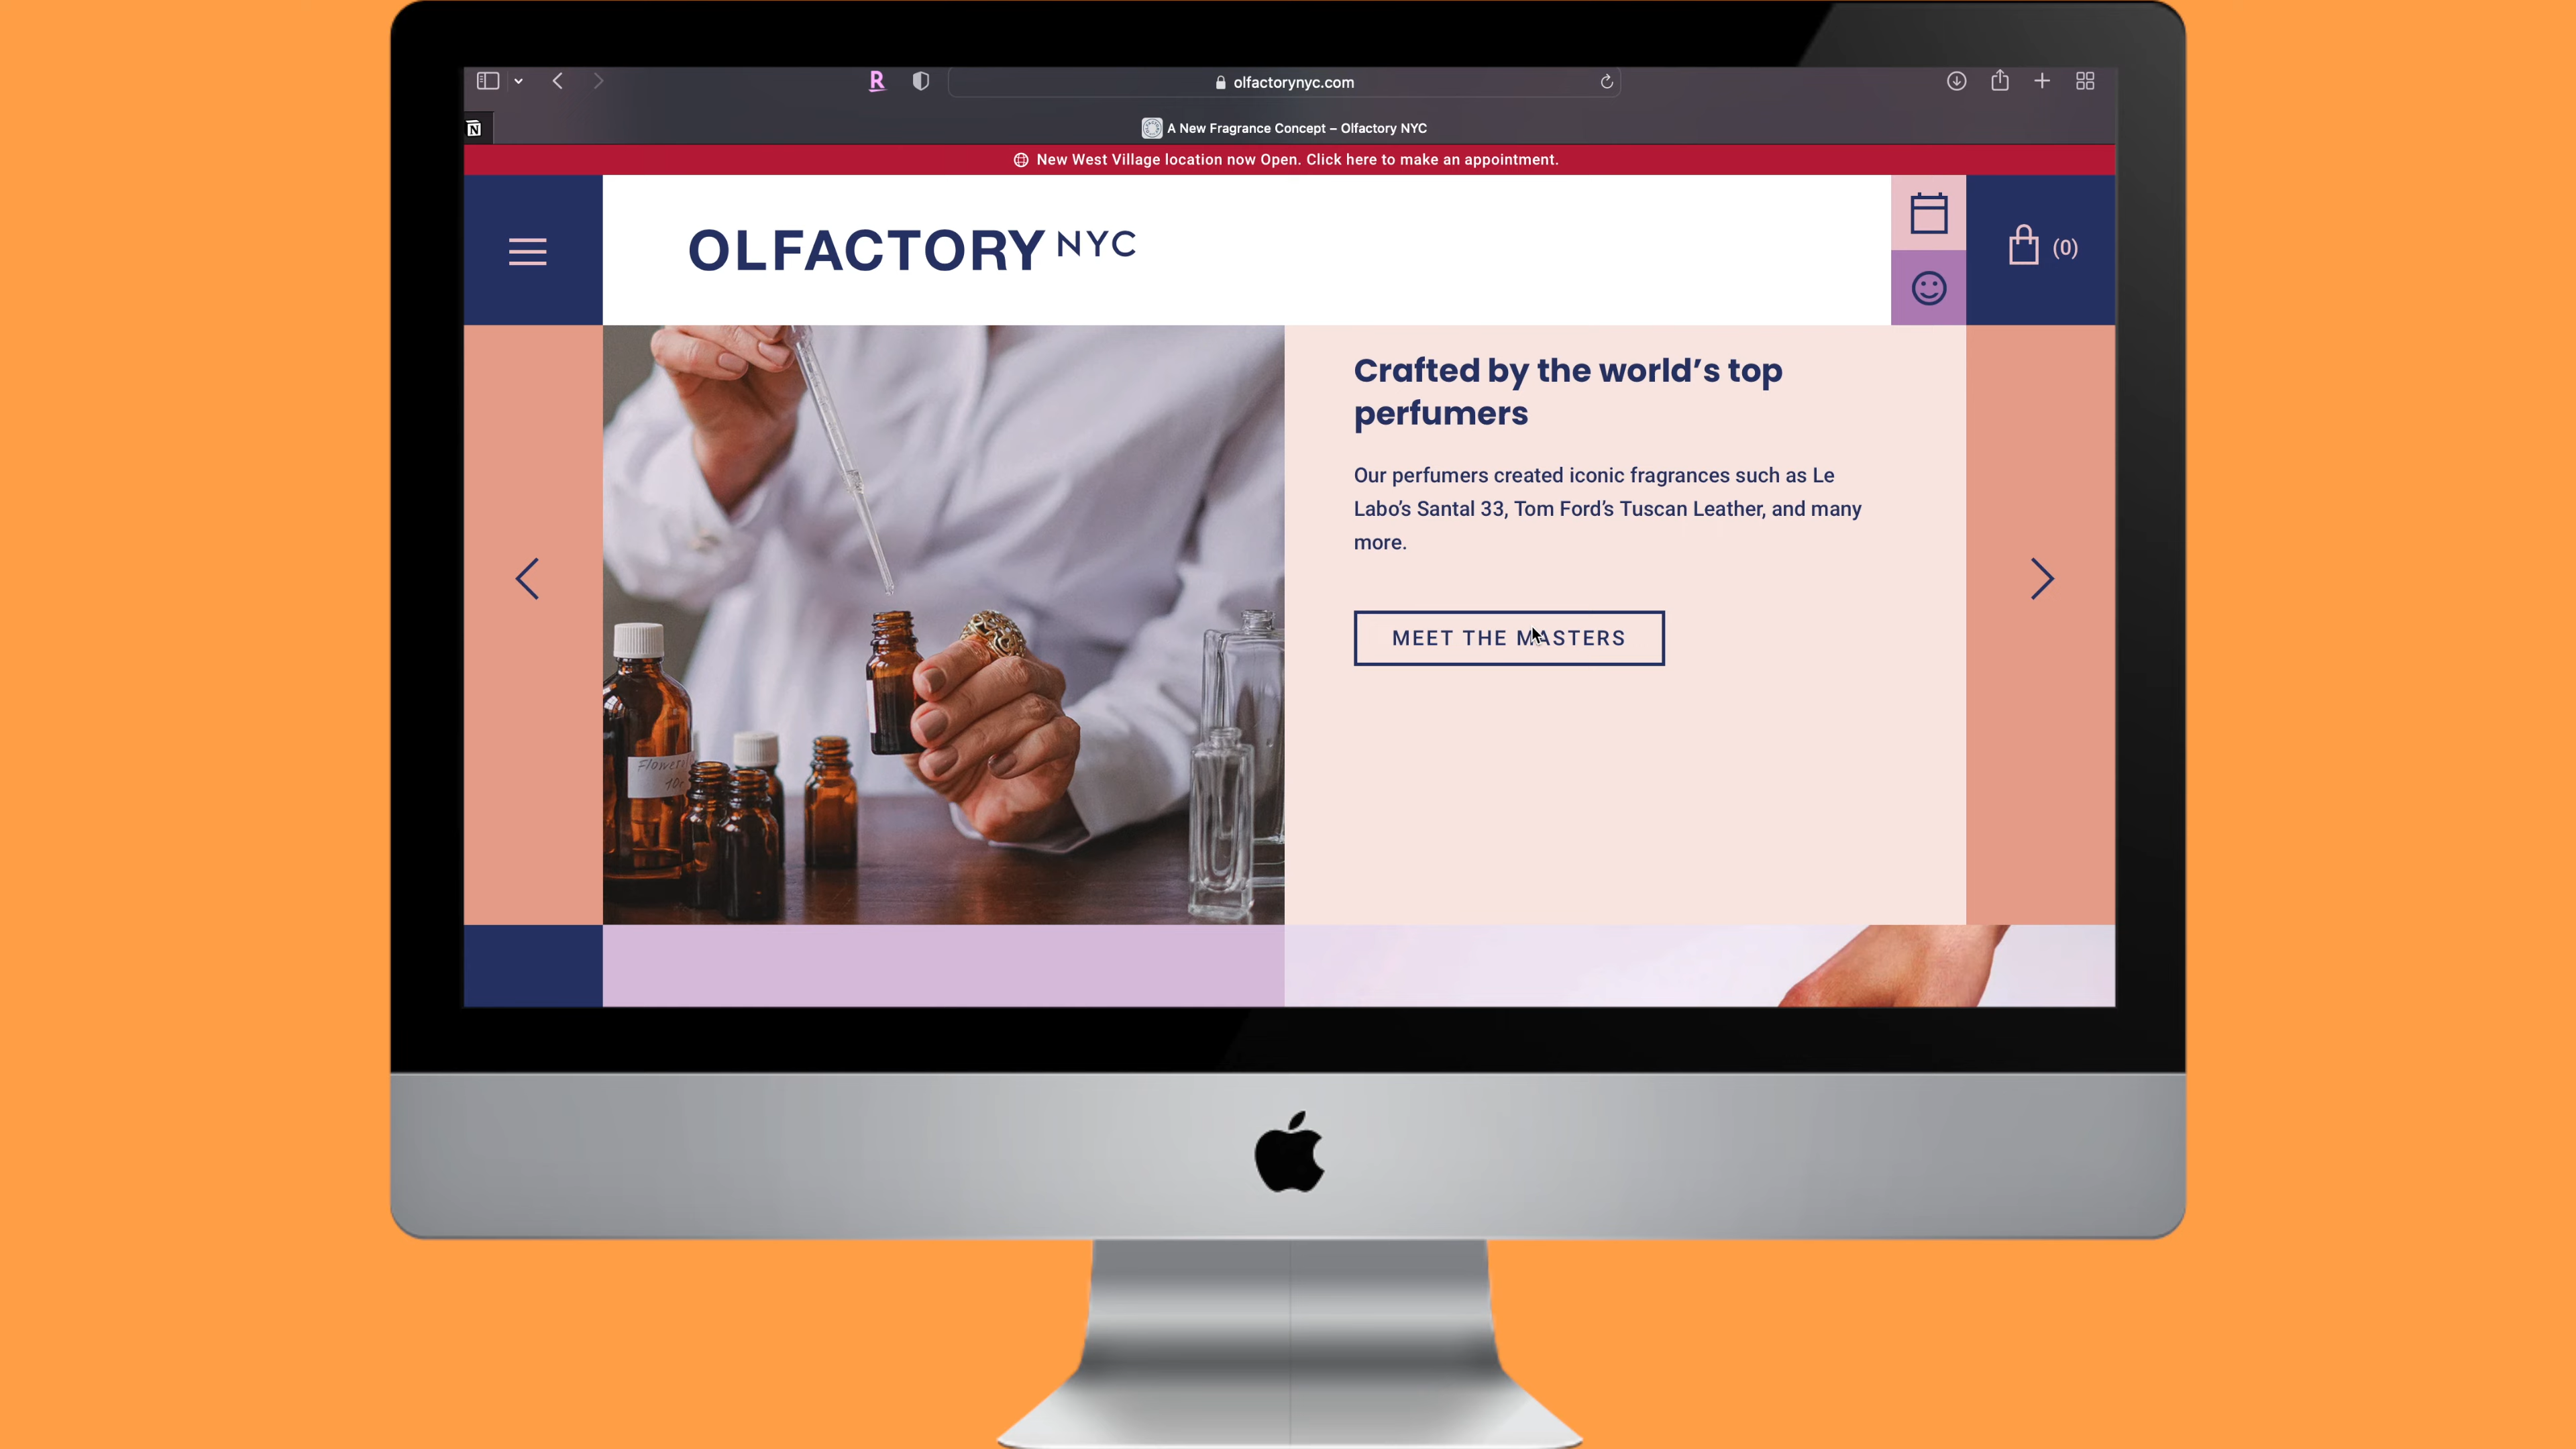 olfactorynyc.com
A New Fragrance Concept – Olfactory NYC
New West Village location now Open. Click here to make an appointment.
OLFACTORY NYC
(0)
Crafted by the world’s top
perfumers
Our perfumers created iconic fragrances such as Le
Labo’s Santal 33, Tom Ford’s Tuscan Leather, and many
more.
MEET THE MASTERS